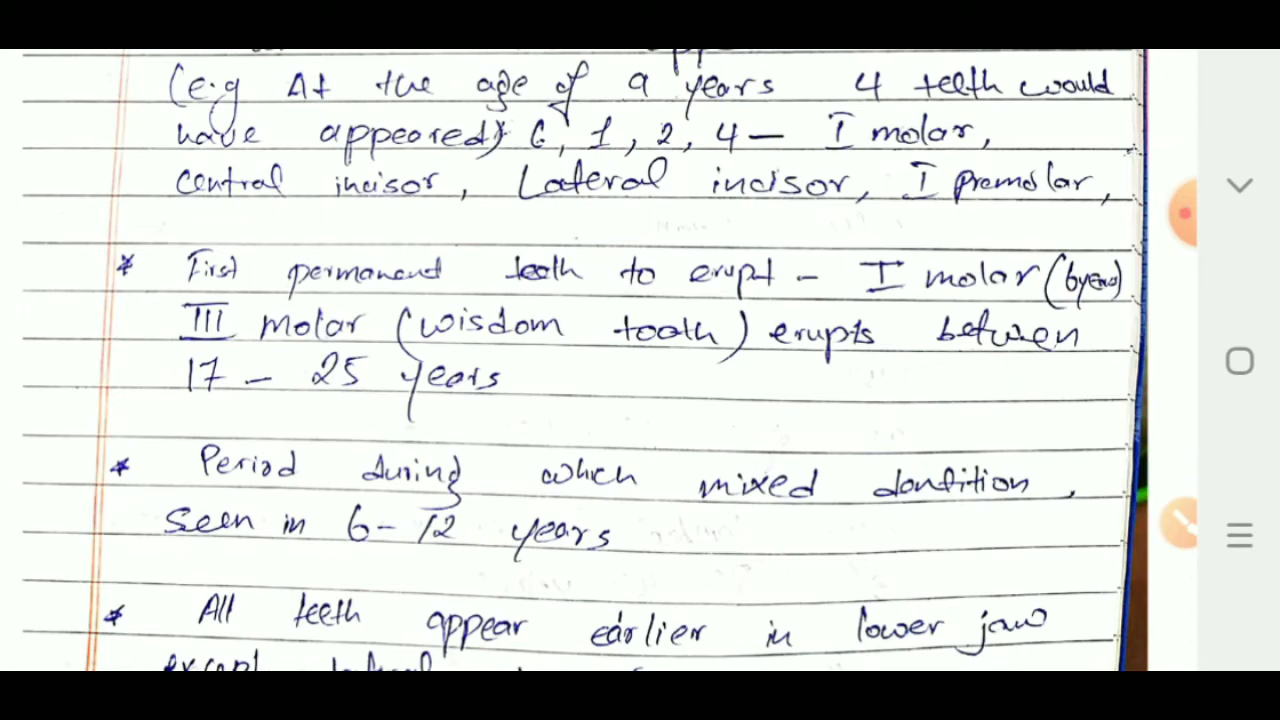 (e.g At the age of 9 years 4 teeth would
have appeared) 6, 1, 2, 4 — I molar,
central incisor, Lateral incisor, I premolar,
* First permanent teeth to erupt - I molar (6years)
III molar (wisdom tooth) erupts between
17 - 25 years
* Period during which mixed dentition,
seen in 6-12 years
* All teeth appear earlier in lower jaw
except